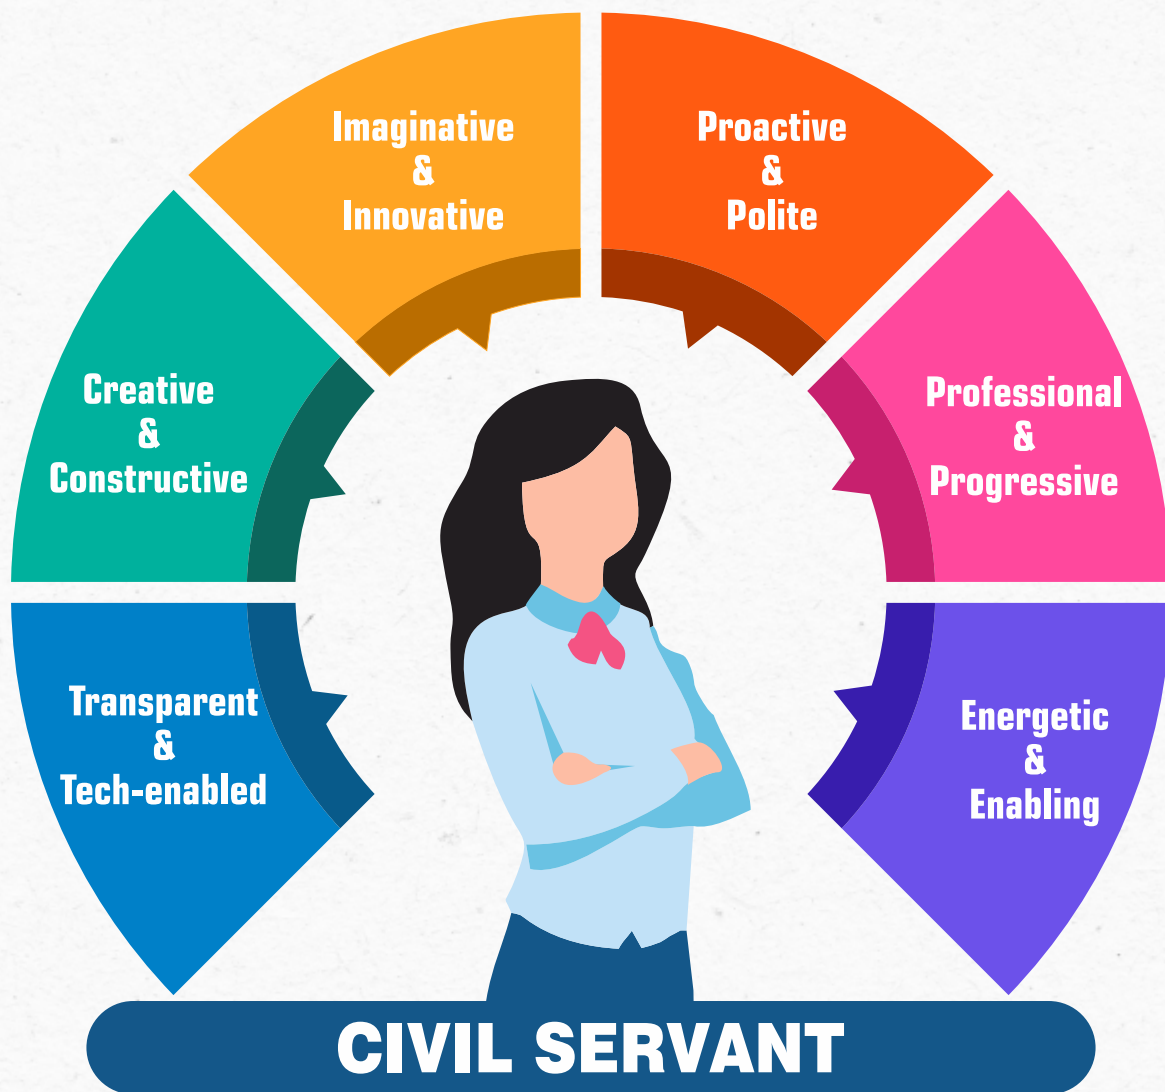 Imaginative
&
Innovative
Proactive
&
Polite
Creative
&
Constructive
Professional
&
Progressive
Transparent
&
Tech-enabled
Energetic
&
Enabling
CIVIL SERVANT